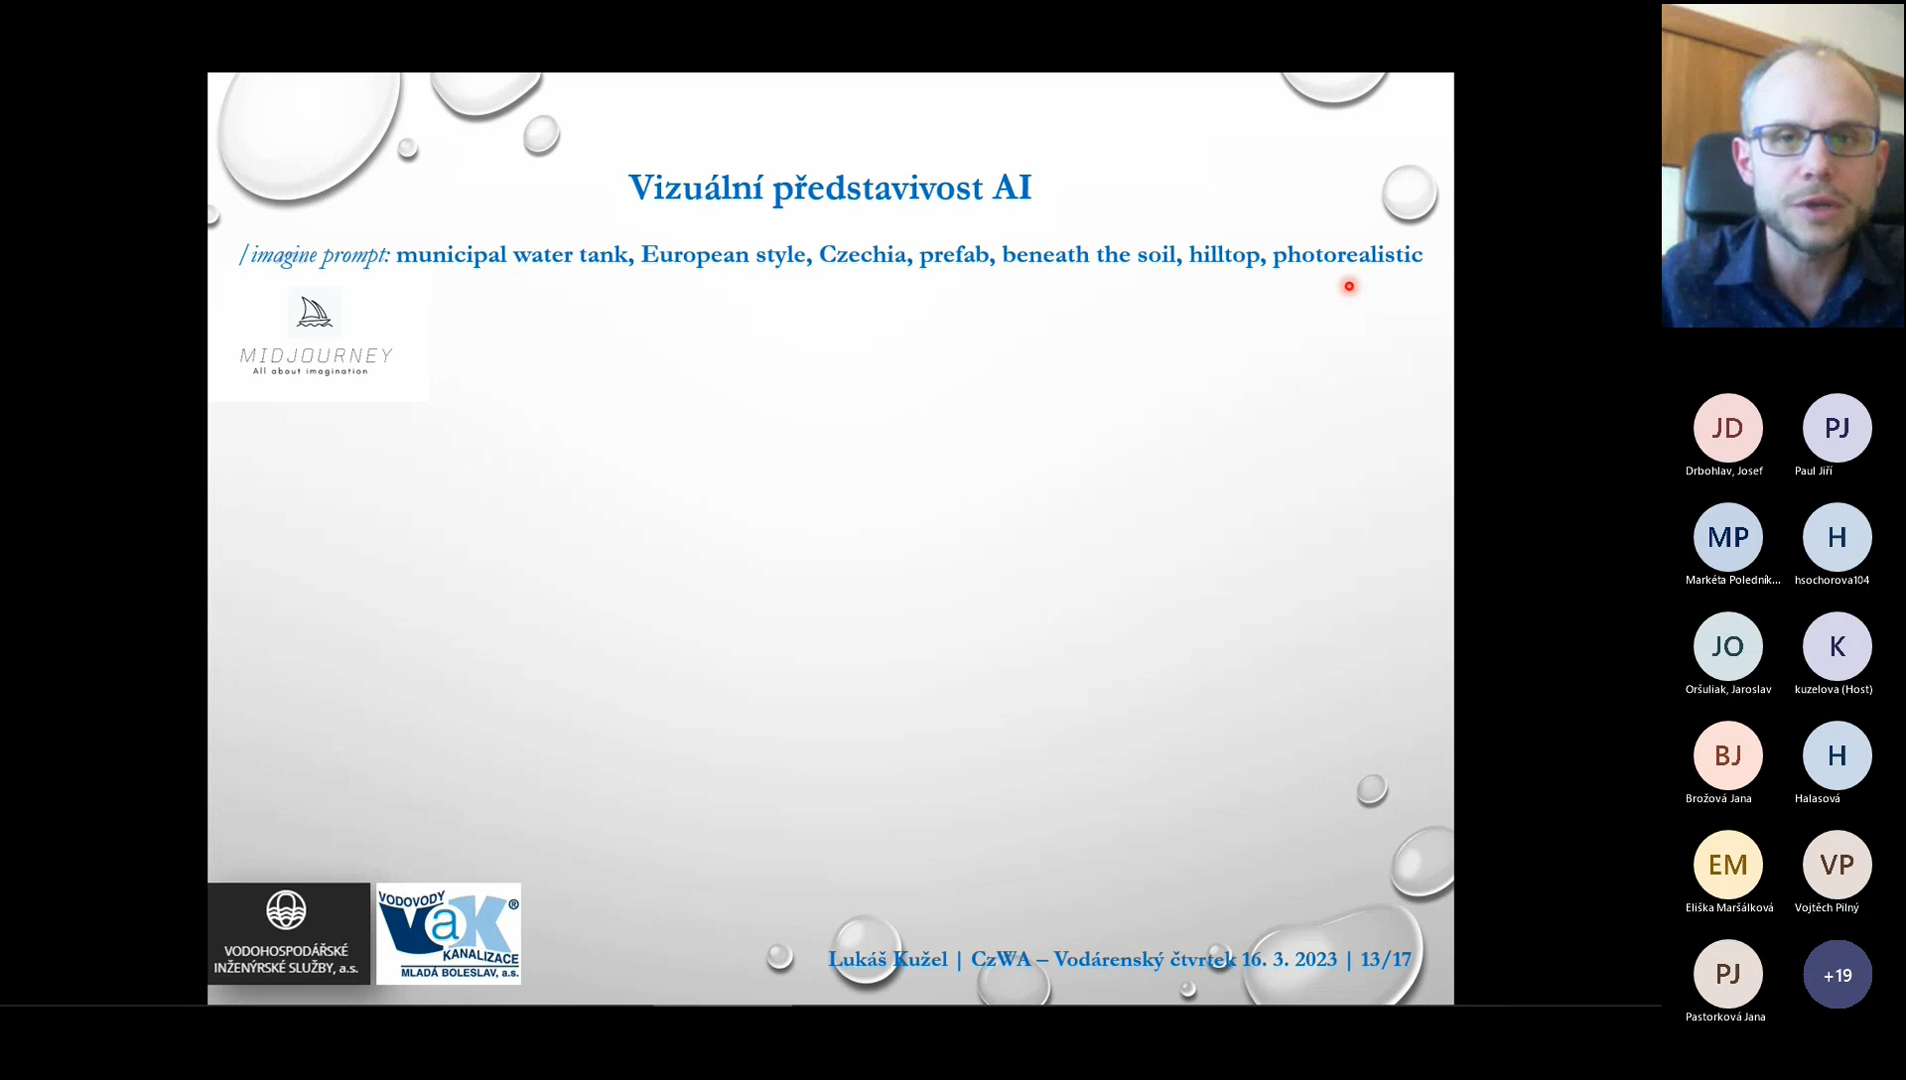 Vizuální představivost AI
/imagine prompt: municipal water tank, European style, Czechia, prefab, beneath the soil, hilltop, photorealistic
MIDJOURNEY
All about imagination
VODOHOSPODÁŘSKÉ
INŽENÝRSKÉ SLUŽBY, a.s.
VODOVODY
VaK®
KANALIZACE
MLADÁ BOLESLAV, a.s.
Lukáš Kužel | CzWA – Vodárenský čtvrtek 16. 3. 2023 | 13/17
JD
PJ
Drbohlav, Josef
Paul Jiří
MP
H
Markéta Poledník...
hsochorova104
JO
K
Oršuliak, Jaroslav
kuzelova (Host)
BJ
H
Brožová Jana
Halasová
EM
VP
Eliška Maršálková
Vojtěch Pilný
PJ
+19
Pastorková Jana